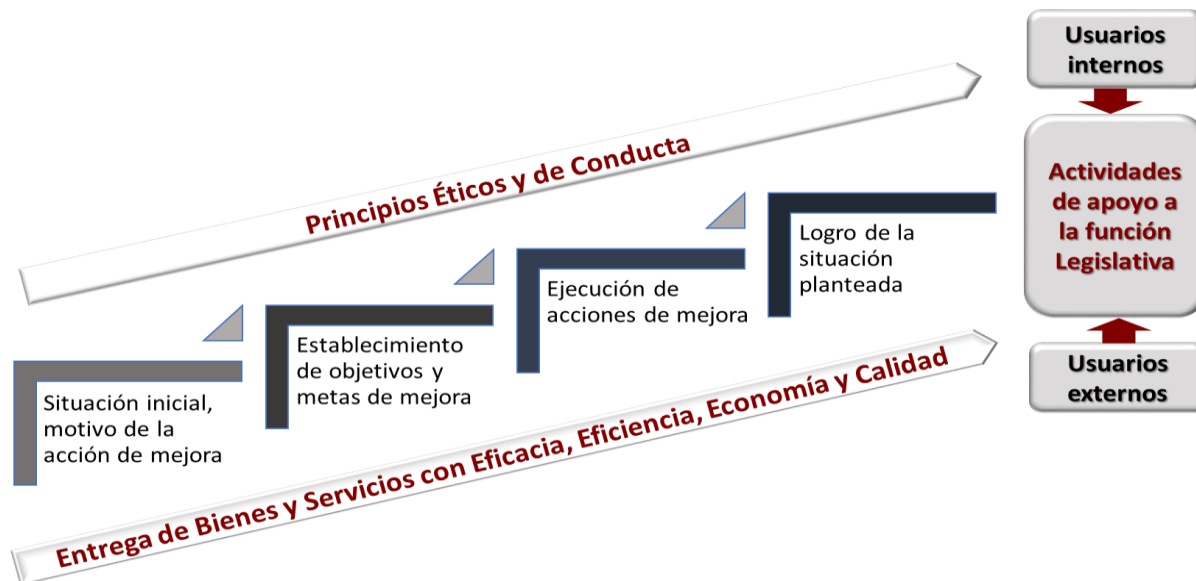 Principios Éticos y de Conducta
Situación inicial,
motivo de la
acción de mejora
Establecimiento
de objetivos y
metas de mejora
Ejecución de
acciones de mejora
Logro de la
situación
planteada
Entrega de Bienes y Servicios con Eficacia, Eficiencia, Economía y Calidad
Usuarios
internos
Actividades
de apoyo a
la función
Legislativa
Usuarios
externos